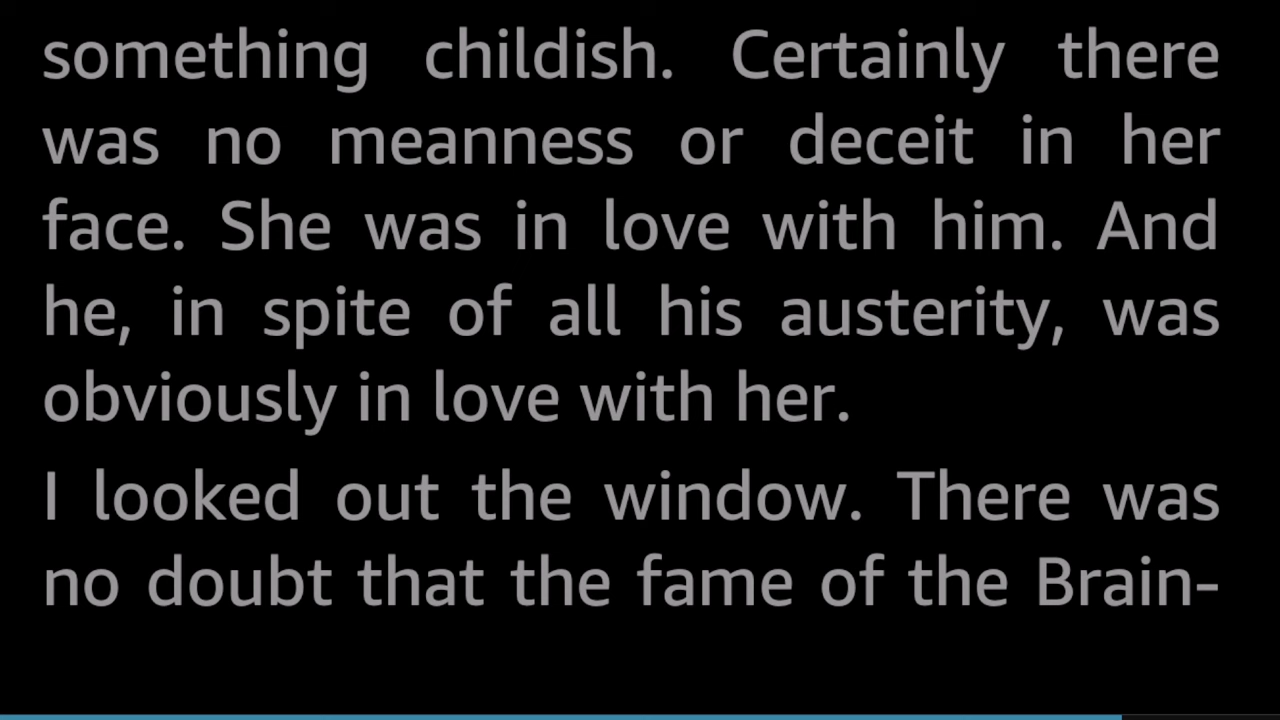 something childish. Certainly there
was no meanness or deceit in her
face. She was in love with him. And
he, in spite of all his austerity, was
obviously in love with her.
I looked out the window. There was
no doubt that the fame of the Brain-